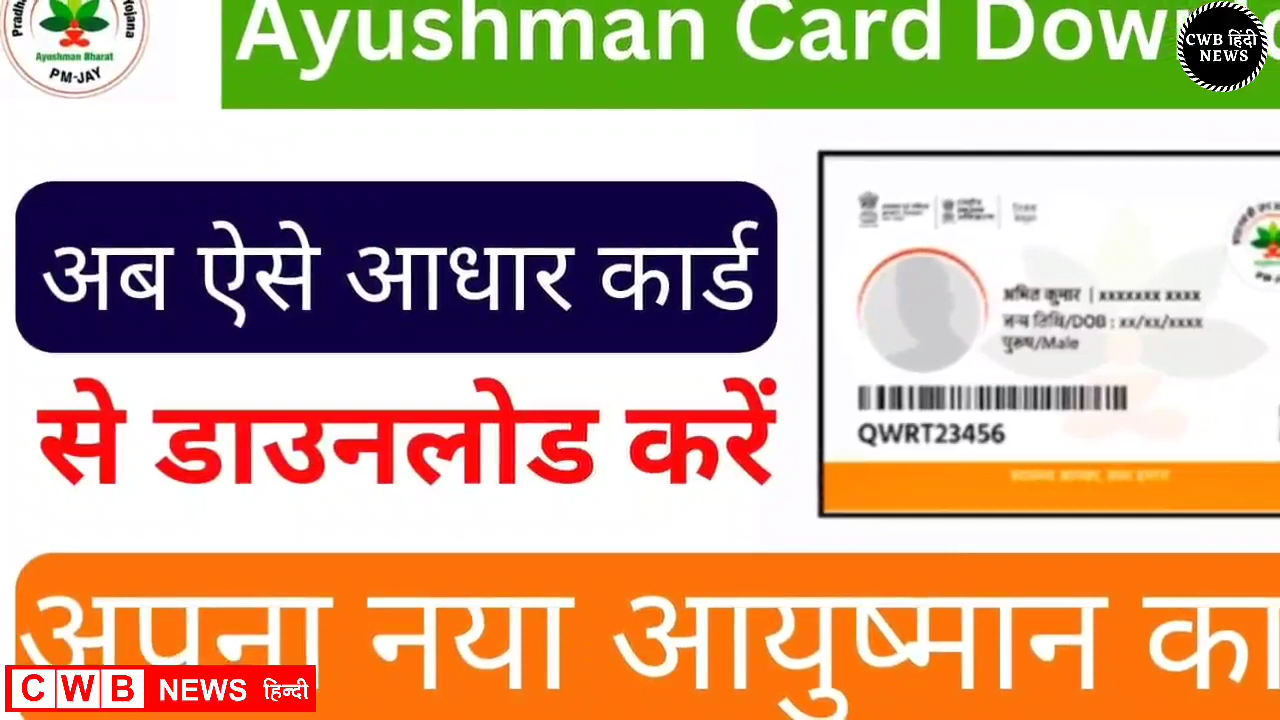 Ayushman Card Downlo
CWB हिंदी
NEWS
Ayushman Bharat
PM-JAY
अब ऐसे आधार कार्ड
से डाउनलोड करें
अमित कुमार | xxxxxxx xxxx
जन्म तिथि/DOB : xx/xx/xxxx
पुरुष/Male
QWRT23456
अपना नया आयुष्मान का
CWB NEWS हिन्दी